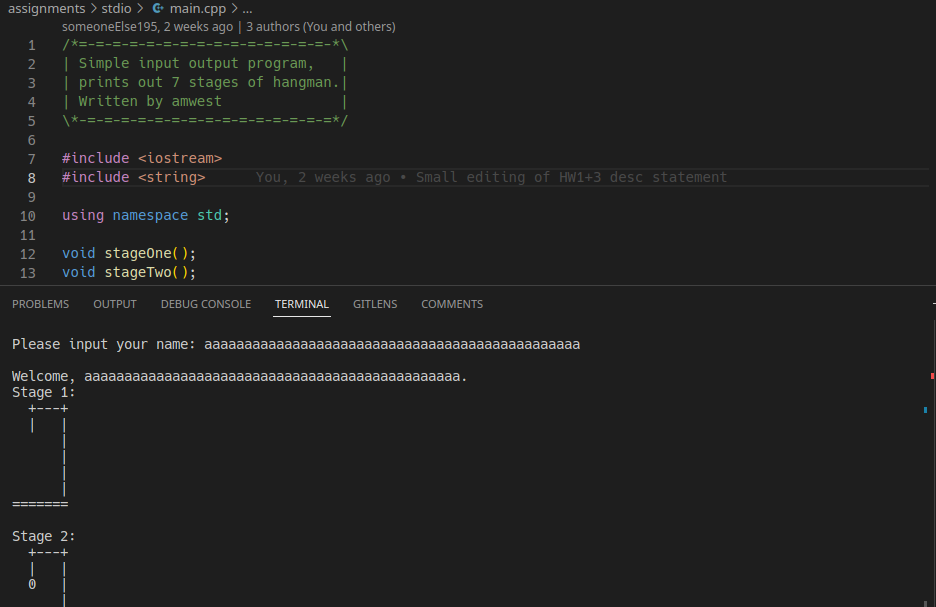 assignments > stdio > C++ main.cpp > ...
someoneElse195, 2 weeks ago | 3 authors (You and others)
1 /*=-=-=-=-=-=-=-=-=-=-=-=-=-=-=-*\
2 | Simple input output program,   |
3 | prints out 7 stages of hangman.|
4 | Written by amwest              |
5 \*-=-=-=-=-=-=-=-=-=-=-=-=-=-=-=*/
6
7 #include <iostream>
8 #include <string> You, 2 weeks ago • Small editing of HW1+3 desc statement
9
10 using namespace std;
11
12 void stageOne();
13 void stageTwo();
PROBLEMS OUTPUT DEBUG CONSOLE TERMINAL GITLENS COMMENTS
Please input your name: aaaaaaaaaaaaaaaaaaaaaaaaaaaaaaaaaaaaaaaaaaaaaaa
Welcome, aaaaaaaaaaaaaaaaaaaaaaaaaaaaaaaaaaaaaaaaaaaaaaa.
Stage 1:
  +---+
  |   |
      |
      |
      |
      |
=======
Stage 2:
  +---+
  |   |
  0   |
      |